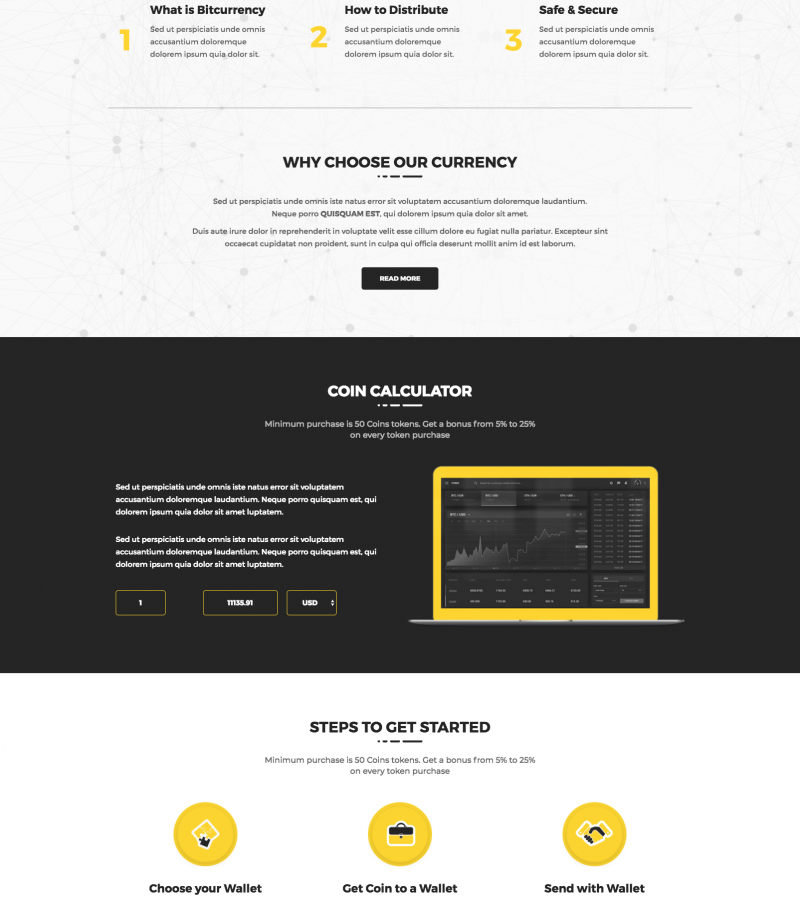 What is Bitcurrency
How to Distribute
Safe & Secure
1
Sed ut perspiciatis unde omnis
accusantium doloremque
dolorem ipsum quia dolor sit.
2
Sed ut perspiciatis unde omnis
accusantium doloremque
dolorem ipsum quia dolor sit.
3
Sed ut perspiciatis unde omnis
accusantium doloremque
dolorem ipsum quia dolor sit.
WHY CHOOSE OUR CURRENCY
Sed ut perspiciatis unde omnis iste natus error sit voluptatem accusantium doloremque laudantium.
Neque porro QUISQUAM EST, qui dolorem ipsum quia dolor sit amet.
Duis aute irure dolor in reprehenderit in voluptate velit esse cillum dolore eu fugiat nulla pariatur. Excepteur sint
occaecat cupidatat non proident, sunt in culpa qui officia deserunt mollit anim id est laborum.
READ MORE
COIN CALCULATOR
Minimum purchase is 50 Coins tokens. Get a bonus from 5% to 25%
on every token purchase
Sed ut perspiciatis unde omnis iste natus error sit voluptatem
accusantium doloremque laudantium. Neque porro quisquam est, qui
dolorem ipsum quia dolor sit amet luptatem.
Sed ut perspiciatis unde omnis iste natus error sit voluptatem
accusantium doloremque laudantium. Neque porro quisquam est, qui
dolorem ipsum quia dolor sit amet luptatem.
1
11135.91
USD
STEPS TO GET STARTED
Minimum purchase is 50 Coins tokens. Get a bonus from 5% to 25%
on every token purchase
Choose your Wallet
Get Coin to a Wallet
Send with Wallet